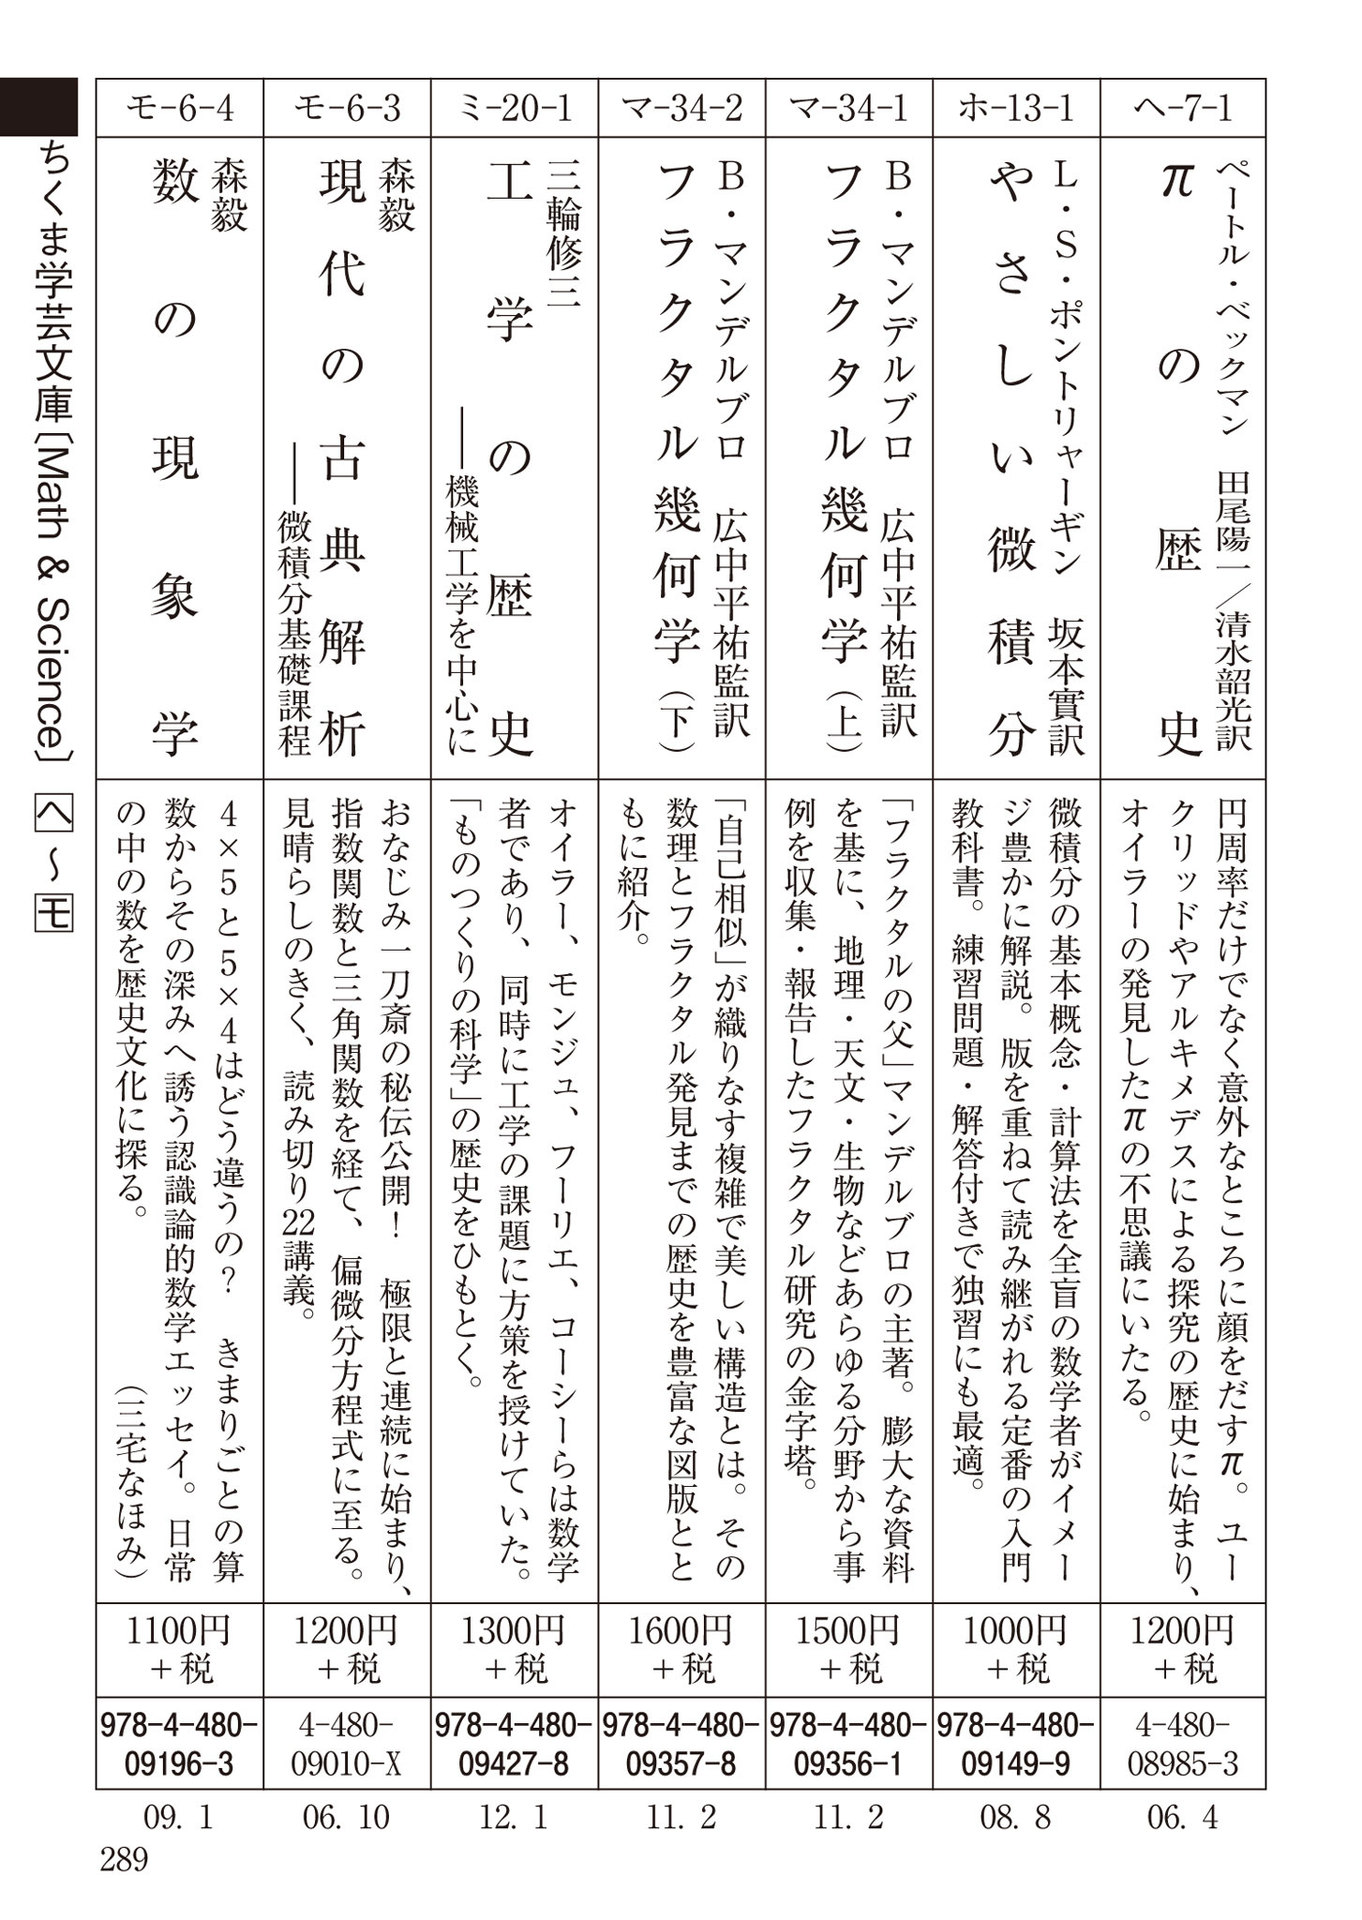 ヘ-7-1
ペートル・ベックマン　田尾陽一／清水韶光訳
πの歴史
円周率だけでなく意外なところに顔をだすπ。ユー
クリッドやアルキメデスによる探究の歴史に始まり、
オイラーの発見したπの不思議にいたる。
1200円
＋税
4-480-
08985-3
06. 4
ホ-13-1
L・S・ポントリャーギン　坂本實訳
やさしい微積分
微積分の基本概念・計算法を全盲の数学者がイメー
ジ豊かに解説。版を重ねて読み継がれる定番の入門
教科書。練習問題・解答付きで独習にも最適。
1000円
＋税
978-4-480-
09149-9
08. 8
マ-34-1
B・マンデルブロ　広中平祐監訳
フラクタル幾何学（上）
「フラクタルの父」マンデルブロの主著。膨大な資料
を基に、地理・天文・生物などあらゆる分野から事
例を収集・報告したフラクタル研究の金字塔。
1500円
＋税
978-4-480-
09356-1
11. 2
マ-34-2
B・マンデルブロ　広中平祐監訳
フラクタル幾何学（下）
「自己相似」が織りなす複雑で美しい構造とは。その
数理とフラクタル発見までの歴史を豊富な図版とと
もに紹介。
1600円
＋税
978-4-480-
09357-8
11. 2
ミ-20-1
三輪修三
工学の歴史
――機械工学を中心に
オイラー、モンジュ、フーリエ、コーシーらは数学
者であり、同時に工学の課題に方策を授けていた。
「ものつくりの科学」の歴史をひもとく。
1300円
＋税
978-4-480-
09427-8
12. 1
モ-6-3
森毅
現代の古典解析
――微積分基礎課程
おなじみ一刀斎の秘伝公開！　極限と連続に始まり、
指数関数と三角関数を経て、偏微分方程式に至る。
見晴らしのきく、読み切り22講義。
1200円
＋税
4-480-
09010-X
06. 10
モ-6-4
森毅
数の現象学
4×5と5×4はどう違うの？　きまりごとの算
数からその深みへ誘う認識論的数学エッセイ。日常
の中の数を歴史文化に探る。　（三宅なほみ）
1100円
＋税
978-4-480-
09196-3
09. 1
ちくま学芸文庫〔Math & Science〕 ヘ～モ
289